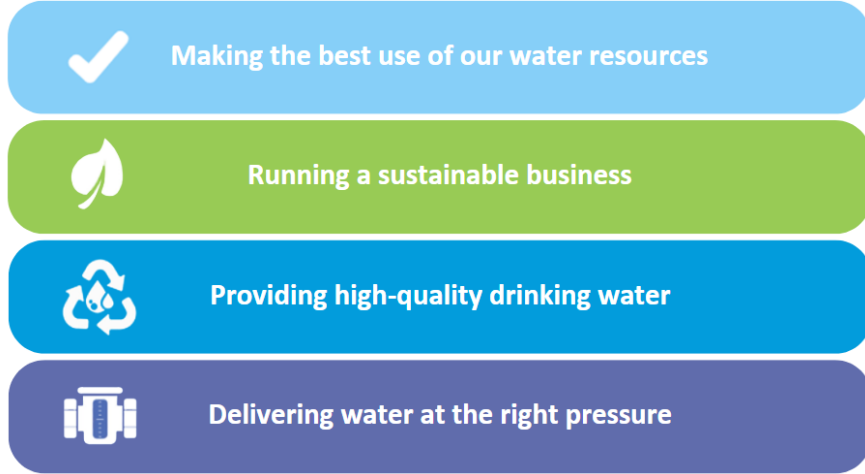 Making the best use of our water resources
Running a sustainable business
Providing high-quality drinking water
Delivering water at the right pressure